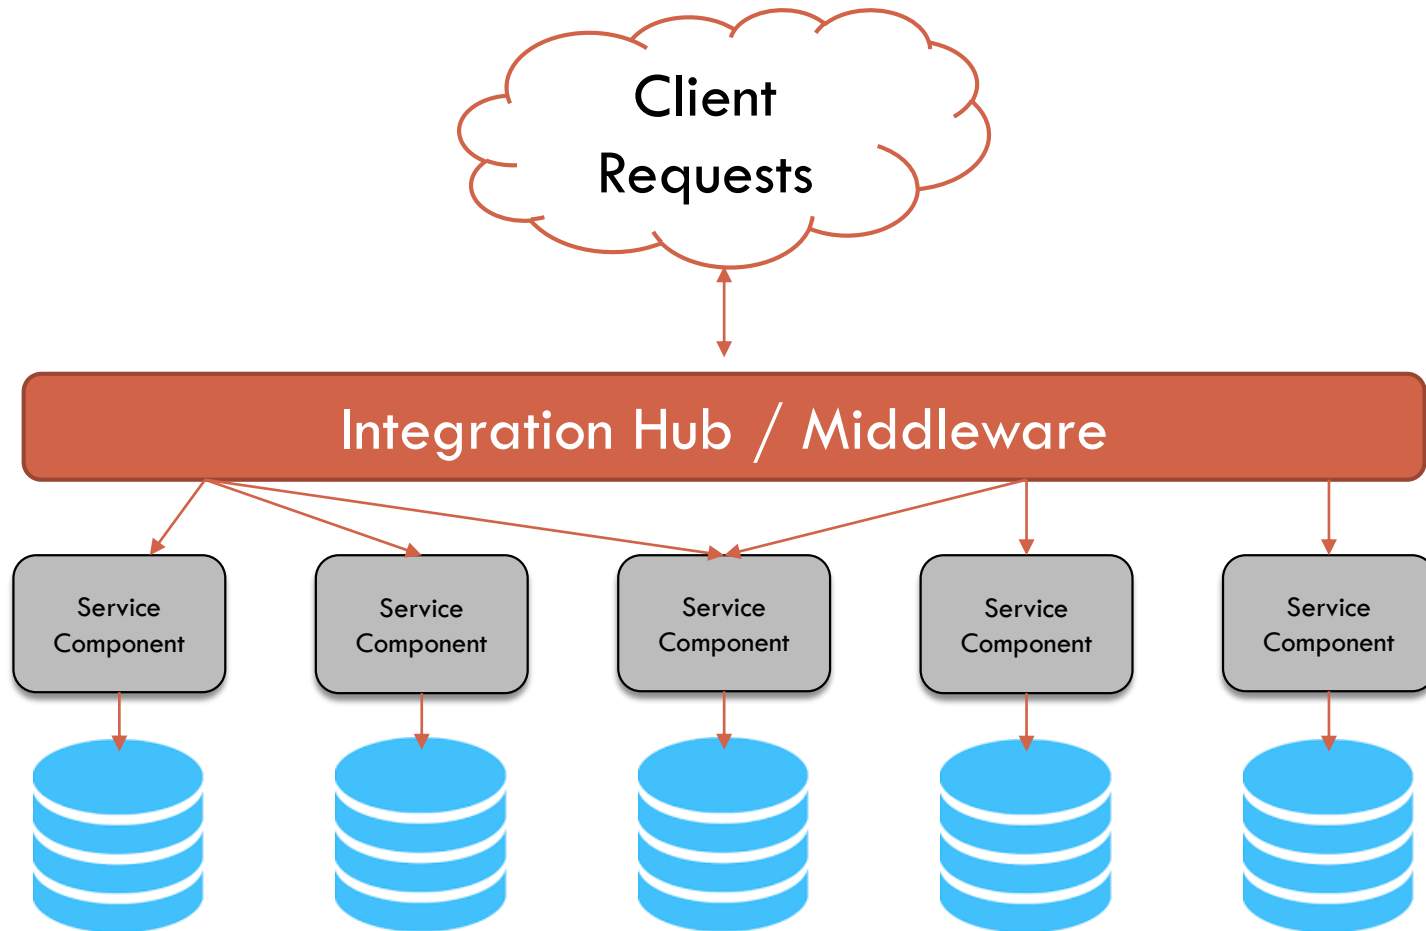 Client
Requests
Integration Hub / Middleware
Service
Component
Service
Component
Service
Component
Service
Component
Service
Component